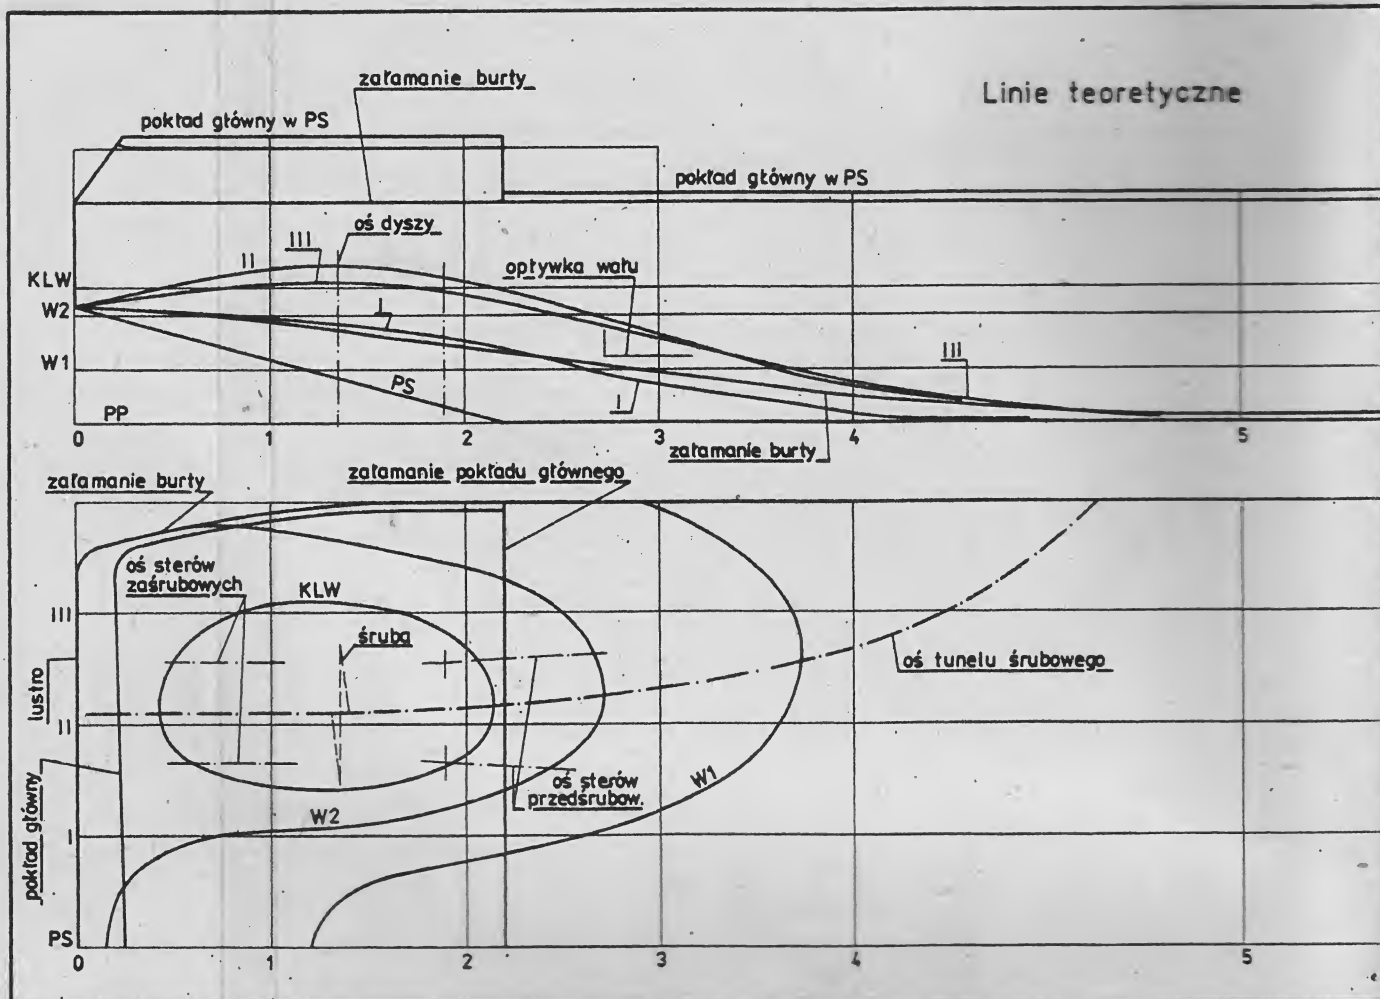 załamanie burty
Linie teoretyczne
pokład główny w PS
pokład główny w PS
oś dyszy
III
II
opływka wału
KLW
W2
I
W1
III
PS
I
PP
0 1 2 3 4 5
załamanie burty
załamanie pokładu głównego
załamanie burty
oś sterów
zaśrubowych
KLW
III
śruba
oś tunelu śrubowego
lustro
II
W1
oś sterów
przedśrubow.
pokład główny
W2
I
PS
0 1 2 3 4 5